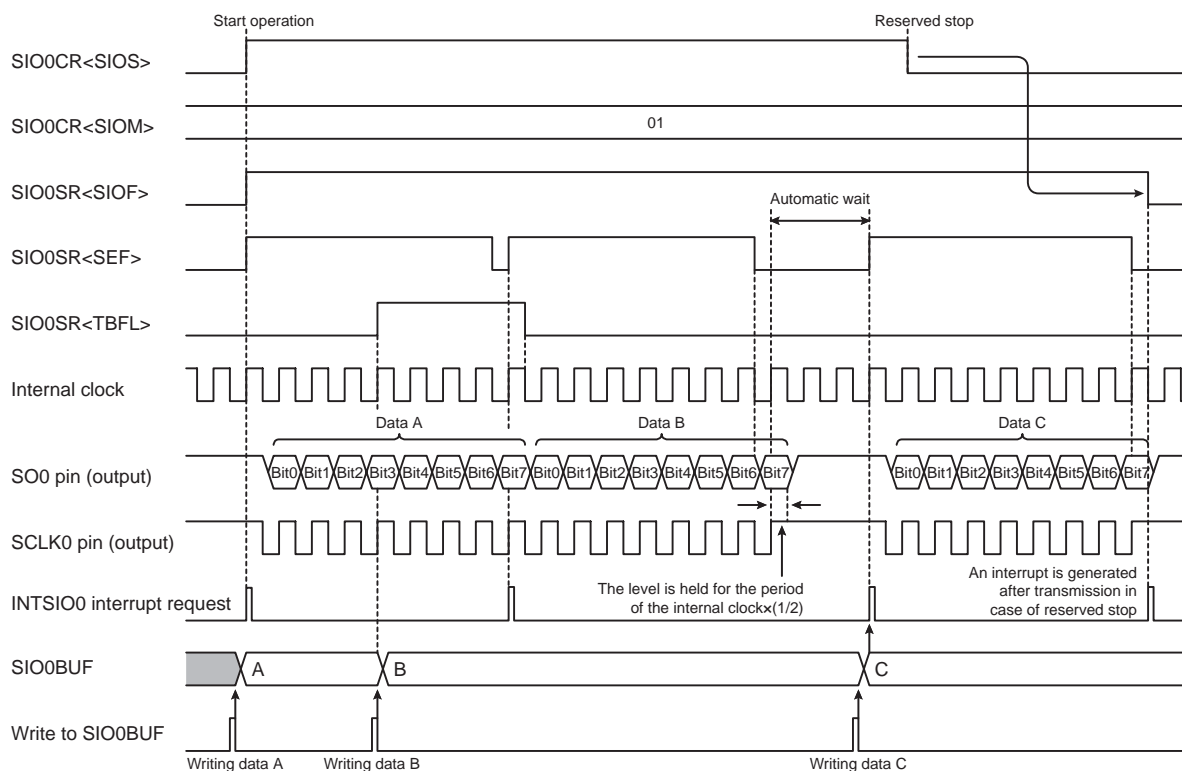 Start operation
Reserved stop
SIO0CR<SIOS>
SIO0CR<SIOM>
01
SIO0SR<SIOF>
Automatic wait
SIO0SR<SEF>
SIO0SR<TBFL>
Internal clock
Data A
Data B
Data C
SO0 pin (output)
Bit0 Bit1 Bit2 Bit3 Bit4 Bit5 Bit6 Bit7 Bit0 Bit1 Bit2 Bit3 Bit4 Bit5 Bit6 Bit7 Bit0 Bit1 Bit2 Bit3 Bit4 Bit5 Bit6 Bit7
SCLK0 pin (output)
The level is held for the period
of the internal clock×(1/2)
An interrupt is generated
after transmission in
case of reserved stop
INTSIO0 interrupt request
SIO0BUF
A
B
C
Write to SIO0BUF
Writing data A
Writing data B
Writing data C